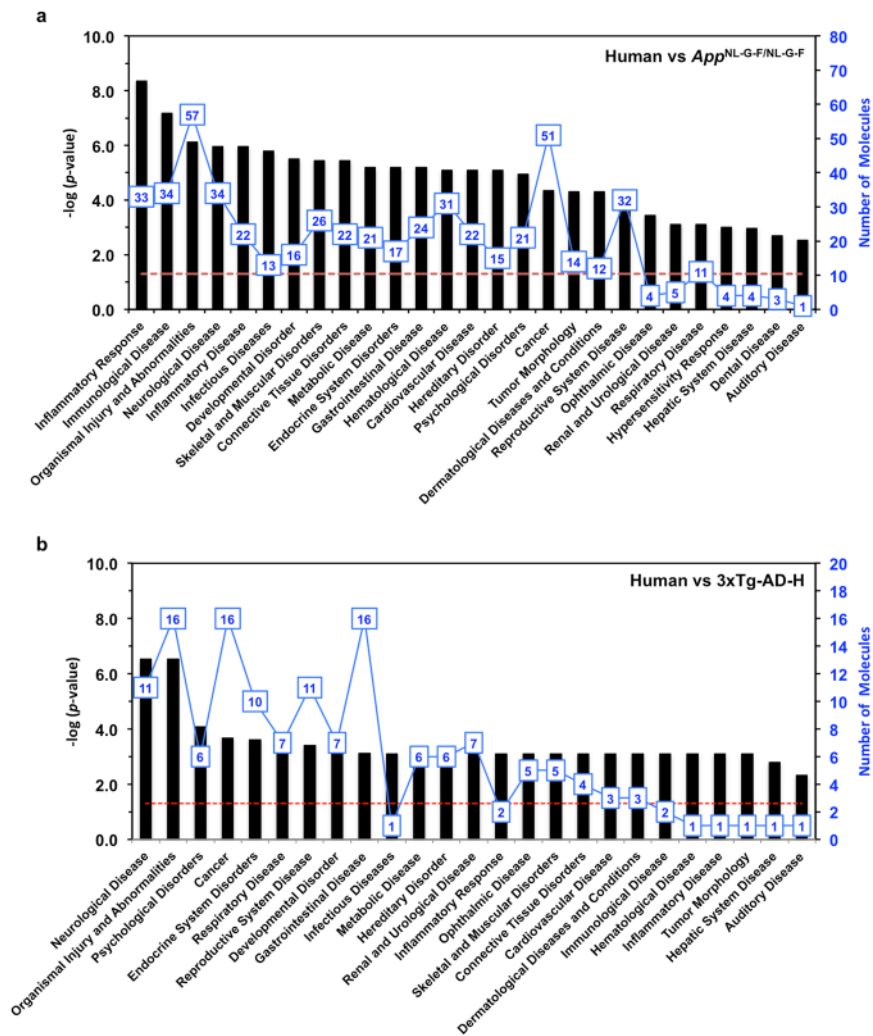 a
Human vs App^NL-G-F/NL-G-F
-log (p-value)
10.0
8.0
6.0
4.0
2.0
0.0
80
70
60
50
40
30
20
10
0
Number of Molecules
33
34
57
34
22
13
16
26
22
21
17
24
31
22
15
21
51
14
12
32
4
5
11
4
4
3
1
Inflammatory Response
Immunological Disease
Organismal Injury and Abnormalities
Neurological Disease
Inflammatory Disease
Infectious Diseases
Developmental Disorder
Skeletal and Muscular Disorders
Connective Tissue Disorders
Metabolic Disease
Endocrine System Disorders
Gastrointestinal Disease
Hematological Disease
Cardiovascular Disease
Hereditary Disorder
Psychological Disorders
Cancer
Tumor Morphology
Dermatological Diseases and Conditions
Reproductive System Disease
Ophthalmic Disease
Renal and Urological Disease
Respiratory Disease
Hypersensitivity Response
Hepatic System Disease
Dental Disease
Auditory Disease
b
Human vs 3xTg-AD-H
-log (p-value)
10.0
8.0
6.0
4.0
2.0
0.0
20
18
16
14
12
10
8
6
4
2
0
Number of Molecules
11
16
6
16
10
7
11
7
16
1
6
6
7
2
5
5
4
3
3
2
1
1
1
1
1
Neurological Disease
Organismal Injury and Abnormalities
Psychological Disorders
Cancer
Endocrine System Disorders
Respiratory Disease
Reproductive System Disease
Developmental Disorder
Gastrointestinal Disease
Infectious Diseases
Metabolic Disease
Hereditary Disorder
Renal and Urological Disease
Inflammatory Response
Ophthalmic Disease
Skeletal and Muscular Disorders
Connective Tissue Disorders
Cardiovascular Disease
Dermatological Diseases and Conditions
Immunological Disease
Hematological Disease
Inflammatory Disease
Tumor Morphology
Hepatic System Disease
Auditory Disease